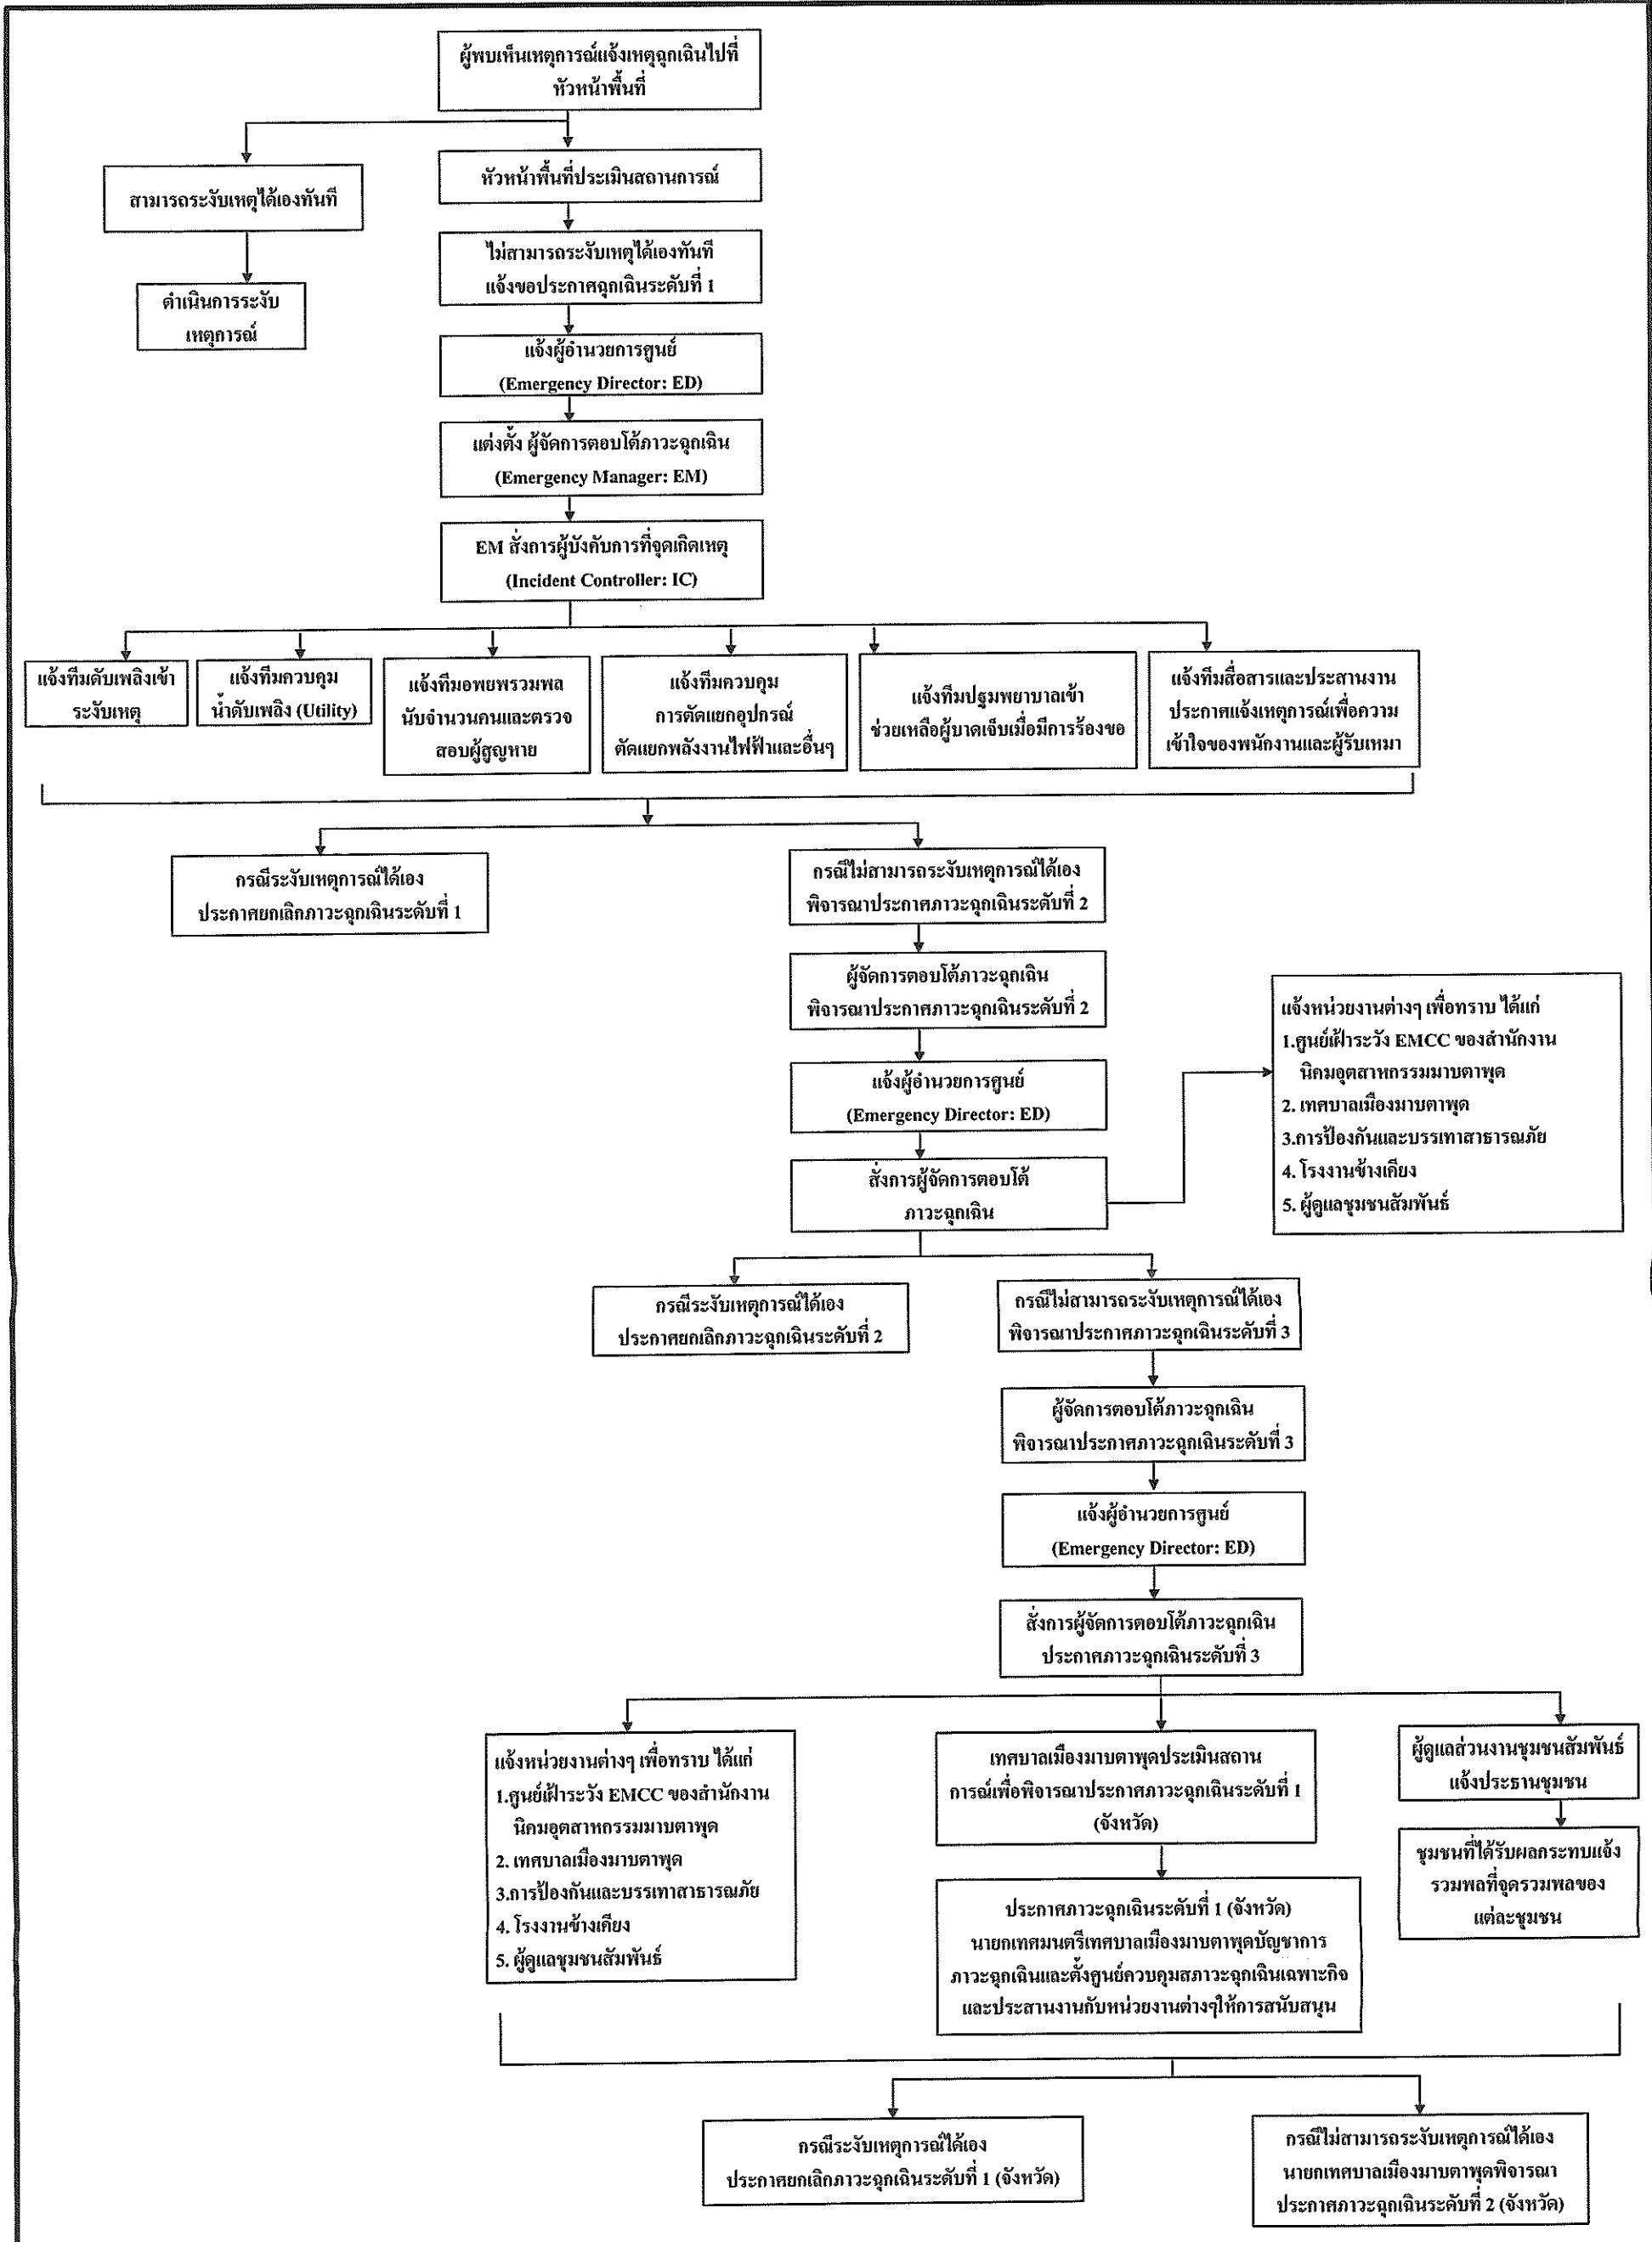 ผู้พบเห็นเหตุการณ์แจ้งเหตุฉุกเฉินไปที่
หัวหน้าพื้นที่
สามารถระงับเหตุได้เองทันที
หัวหน้าพื้นที่ประเมินสถานการณ์
ดำเนินการระงับ
เหตุการณ์
ไม่สามารถระงับเหตุได้เองทันที
แจ้งขอประกาศฉุกเฉินระดับที่ 1
แจ้งผู้อำนวยการศูนย์
(Emergency Director: ED)
แต่งตั้ง ผู้จัดการตอบโต้ภาวะฉุกเฉิน
(Emergency Manager: EM)
EM สั่งการผู้บังคับการที่จุดเกิดเหตุ
(Incident Controller: IC)
แจ้งทีมดับเพลิงเข้า
ระงับเหตุ
แจ้งทีมควบคุม
น้ำดับเพลิง (Utility)
แจ้งทีมอพยพรวมพล
นับจำนวนคนและตรวจ
สอบผู้สูญหาย
แจ้งทีมควบคุม
การตัดแยกอุปกรณ์
ตัดแยกพลังงานไฟฟ้าและอื่นๆ
แจ้งทีมปฐมพยาบาลเข้า
ช่วยเหลือผู้บาดเจ็บเมื่อมีการร้องขอ
แจ้งทีมสื่อสารและประสานงาน
ประกาศแจ้งเหตุการณ์เพื่อความ
เข้าใจของพนักงานและผู้รับเหมา
กรณีระงับเหตุการณ์ได้เอง
ประกาศยกเลิกภาวะฉุกเฉินระดับที่ 1
กรณีไม่สามารถระงับเหตุการณ์ได้เอง
พิจารณาประกาศภาวะฉุกเฉินระดับที่ 2
ผู้จัดการตอบโต้ภาวะฉุกเฉิน
พิจารณาประกาศภาวะฉุกเฉินระดับที่ 2
แจ้งผู้อำนวยการศูนย์
(Emergency Director: ED)
สั่งการผู้จัดการตอบโต้
ภาวะฉุกเฉิน
แจ้งหน่วยงานต่างๆ เพื่อทราบ ได้แก่
1.ศูนย์เฝ้าระวัง EMCC ของสำนักงาน
นิคมอุตสาหกรรมมาบตาพุด
2. เทศบาลเมืองมาบตาพุด
3.การป้องกันและบรรเทาสาธารณภัย
4. โรงงานข้างเคียง
5. ผู้ดูแลชุมชนสัมพันธ์
กรณีระงับเหตุการณ์ได้เอง
ประกาศยกเลิกภาวะฉุกเฉินระดับที่ 2
กรณีไม่สามารถระงับเหตุการณ์ได้เอง
พิจารณาประกาศภาวะฉุกเฉินระดับที่ 3
ผู้จัดการตอบโต้ภาวะฉุกเฉิน
พิจารณาประกาศภาวะฉุกเฉินระดับที่ 3
แจ้งผู้อำนวยการศูนย์
(Emergency Director: ED)
สั่งการผู้จัดการตอบโต้ภาวะฉุกเฉิน
ประกาศภาวะฉุกเฉินระดับที่ 3
แจ้งหน่วยงานต่างๆ เพื่อทราบ ได้แก่
1.ศูนย์เฝ้าระวัง EMCC ของสำนักงาน
นิคมอุตสาหกรรมมาบตาพุด
2. เทศบาลเมืองมาบตาพุด
3.การป้องกันและบรรเทาสาธารณภัย
4. โรงงานข้างเคียง
5. ผู้ดูแลชุมชนสัมพันธ์
เทศบาลเมืองมาบตาพุดประเมินสถาน
การณ์เพื่อพิจารณาประกาศภาวะฉุกเฉินระดับที่ 1
(จังหวัด)
ประกาศภาวะฉุกเฉินระดับที่ 1 (จังหวัด)
นายกเทศมนตรีเทศบาลเมืองมาบตาพุดบัญชาการ
ภาวะฉุกเฉินและตั้งศูนย์ควบคุมสภาวะฉุกเฉินเฉพาะกิจ
และประสานงานกับหน่วยงานต่างๆให้การสนับสนุน
ผู้ดูแลส่วนงานชุมชนสัมพันธ์
แจ้งประธานชุมชน
ชุมชนที่ได้รับผลกระทบแจ้ง
รวมพลที่จุดรวมพลของ
แต่ละชุมชน
กรณีระงับเหตุการณ์ได้เอง
ประกาศยกเลิกภาวะฉุกเฉินระดับที่ 1 (จังหวัด)
กรณีไม่สามารถระงับเหตุการณ์ได้เอง
นายกเทศบาลเมืองมาบตาพุดพิจารณา
ประกาศภาวะฉุกเฉินระดับที่ 2 (จังหวัด)